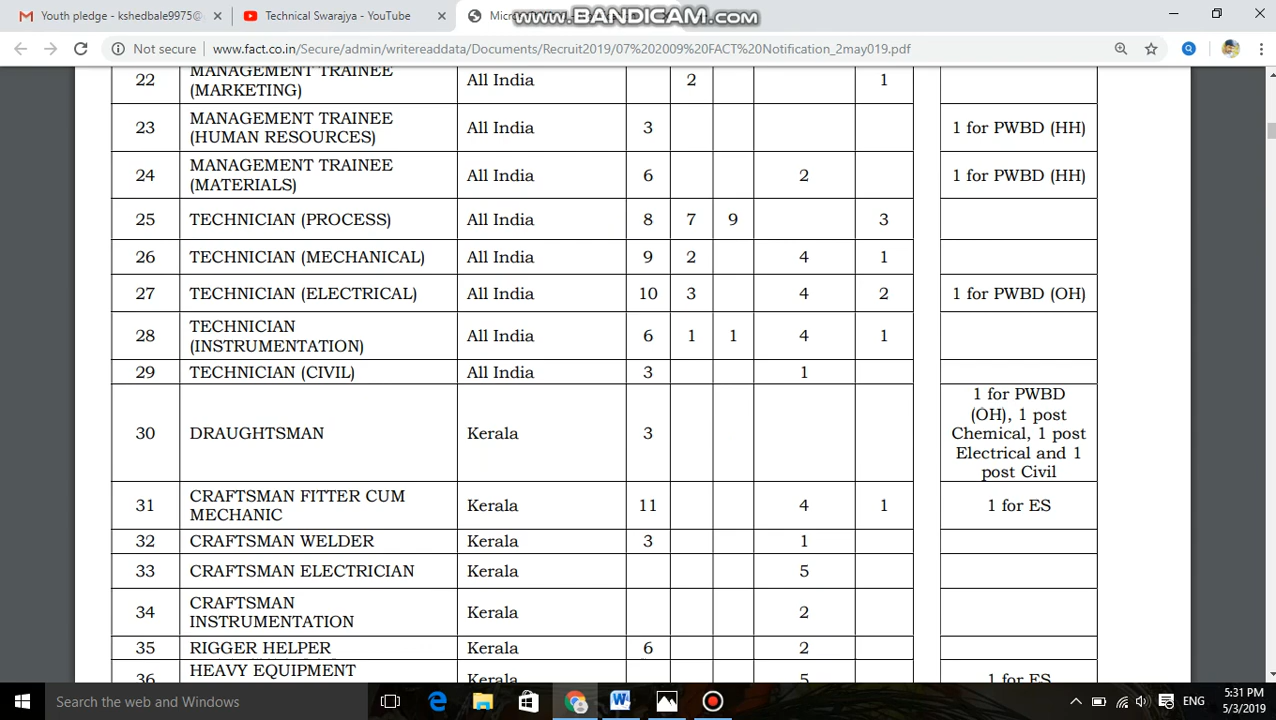 Youth pledge - kshedbale9975@
Technical Swarajya - YouTube
Micro
www.BANDICAM.com
Not secure
www.fact.co.in/Secure/admin/writereaddata/Documents/Recruit2019/07%202009%20FACT%20Notification_2may019.pdf
22 MANAGEMENT TRAINEE (MARKETING) All India 2 1
23 MANAGEMENT TRAINEE (HUMAN RESOURCES) All India 3 1 for PWBD (HH)
24 MANAGEMENT TRAINEE (MATERIALS) All India 6 2 1 for PWBD (HH)
25 TECHNICIAN (PROCESS) All India 8 7 9 3
26 TECHNICIAN (MECHANICAL) All India 9 2 4 1
27 TECHNICIAN (ELECTRICAL) All India 10 3 4 2 1 for PWBD (OH)
28 TECHNICIAN (INSTRUMENTATION) All India 6 1 1 4 1
29 TECHNICIAN (CIVIL) All India 3 1
30 DRAUGHTSMAN Kerala 3 1 for PWBD (OH), 1 post Chemical, 1 post Electrical and 1 post Civil
31 CRAFTSMAN FITTER CUM MECHANIC Kerala 11 4 1 1 for ES
32 CRAFTSMAN WELDER Kerala 3 1
33 CRAFTSMAN ELECTRICIAN Kerala 5
34 CRAFTSMAN INSTRUMENTATION Kerala 2
35 RIGGER HELPER Kerala 6 2
36 HEAVY EQUIPMENT Kerala 5 1 for ES
Search the web and Windows
ENG
5:31 PM
5/3/2019